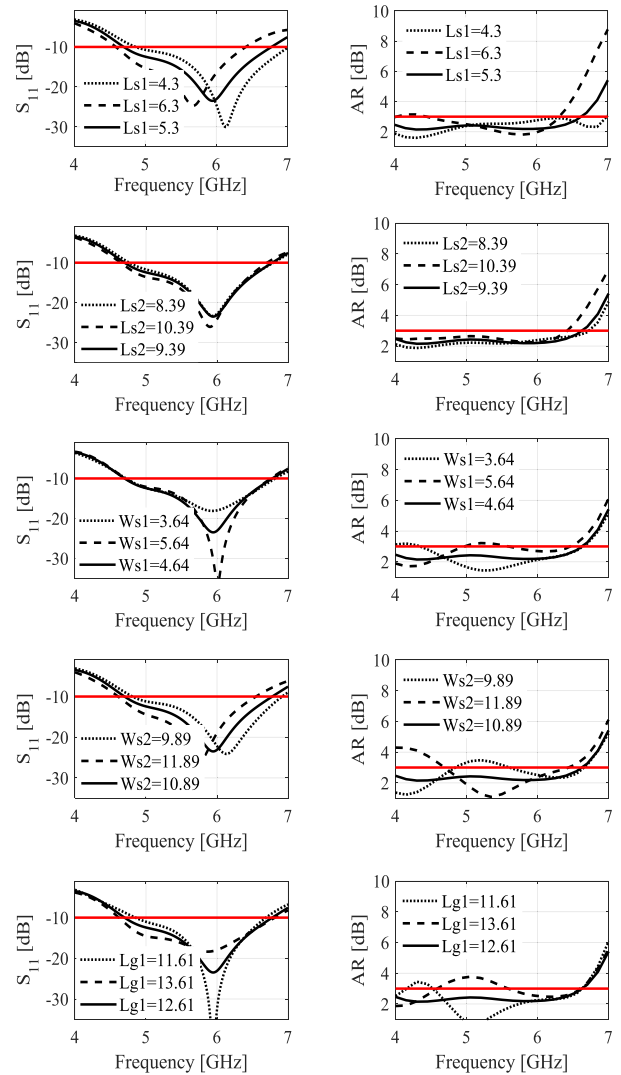 -10
-20
-30
S11 [dB]
Ls1=4.3
Ls1=6.3
Ls1=5.3
4 5 6 7
Frequency [GHz]
10
8
6
4
2
AR [dB]
Ls1=4.3
Ls1=6.3
Ls1=5.3
4 5 6 7
Frequency [GHz]
-10
-20
-30
S11 [dB]
Ls2=8.39
Ls2=10.39
Ls2=9.39
4 5 6 7
Frequency [GHz]
10
8
6
4
2
AR [dB]
Ls2=8.39
Ls2=10.39
Ls2=9.39
4 5 6 7
Frequency [GHz]
-10
-20
-30
S11 [dB]
Ws1=3.64
Ws1=5.64
Ws1=4.64
4 5 6 7
Frequency [GHz]
10
8
6
4
2
AR [dB]
Ws1=3.64
Ws1=5.64
Ws1=4.64
4 5 6 7
Frequency [GHz]
-10
-20
-30
S11 [dB]
Ws2=9.89
Ws2=11.89
Ws2=10.89
4 5 6 7
Frequency [GHz]
10
8
6
4
2
AR [dB]
Ws2=9.89
Ws2=11.89
Ws2=10.89
4 5 6 7
Frequency [GHz]
-10
-20
-30
S11 [dB]
Lg1=11.61
Lg1=13.61
Lg1=12.61
4 5 6 7
Frequency [GHz]
10
8
6
4
2
AR [dB]
Lg1=11.61
Lg1=13.61
Lg1=12.61
4 5 6 7
Frequency [GHz]